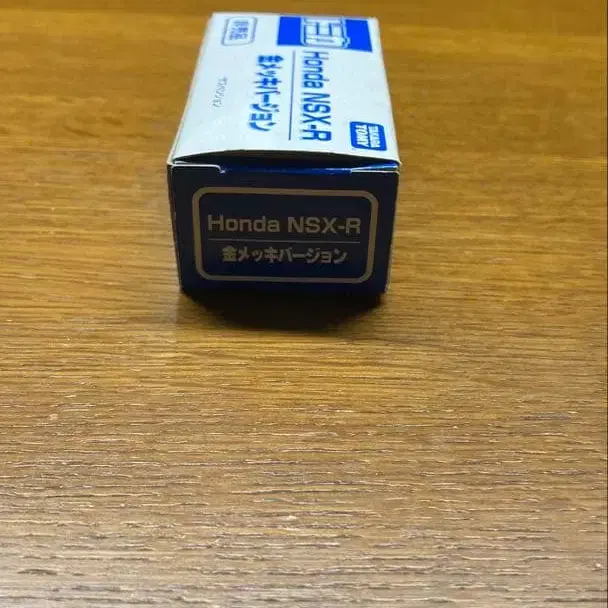 非売品
トミカ
Honda NSX-R
金メッキバージョン
TAKARA
TOMY
Honda NSX-R
金メッキバージョン